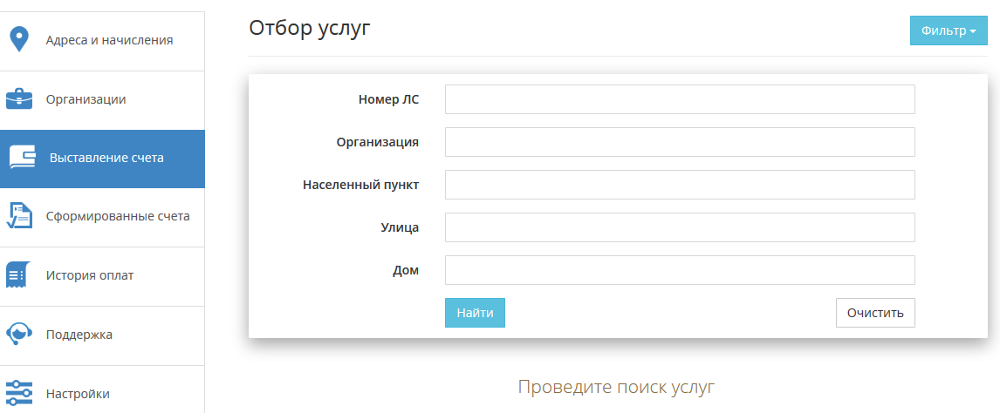 Адреса и начисления
Организации
Выставление счета
Сформированные счета
История оплат
Поддержка
Настройки
Отбор услуг
Фильтр
Номер ЛС
Организация
Населенный пункт
Улица
Дом
Найти
Очистить
Проведите поиск услуг